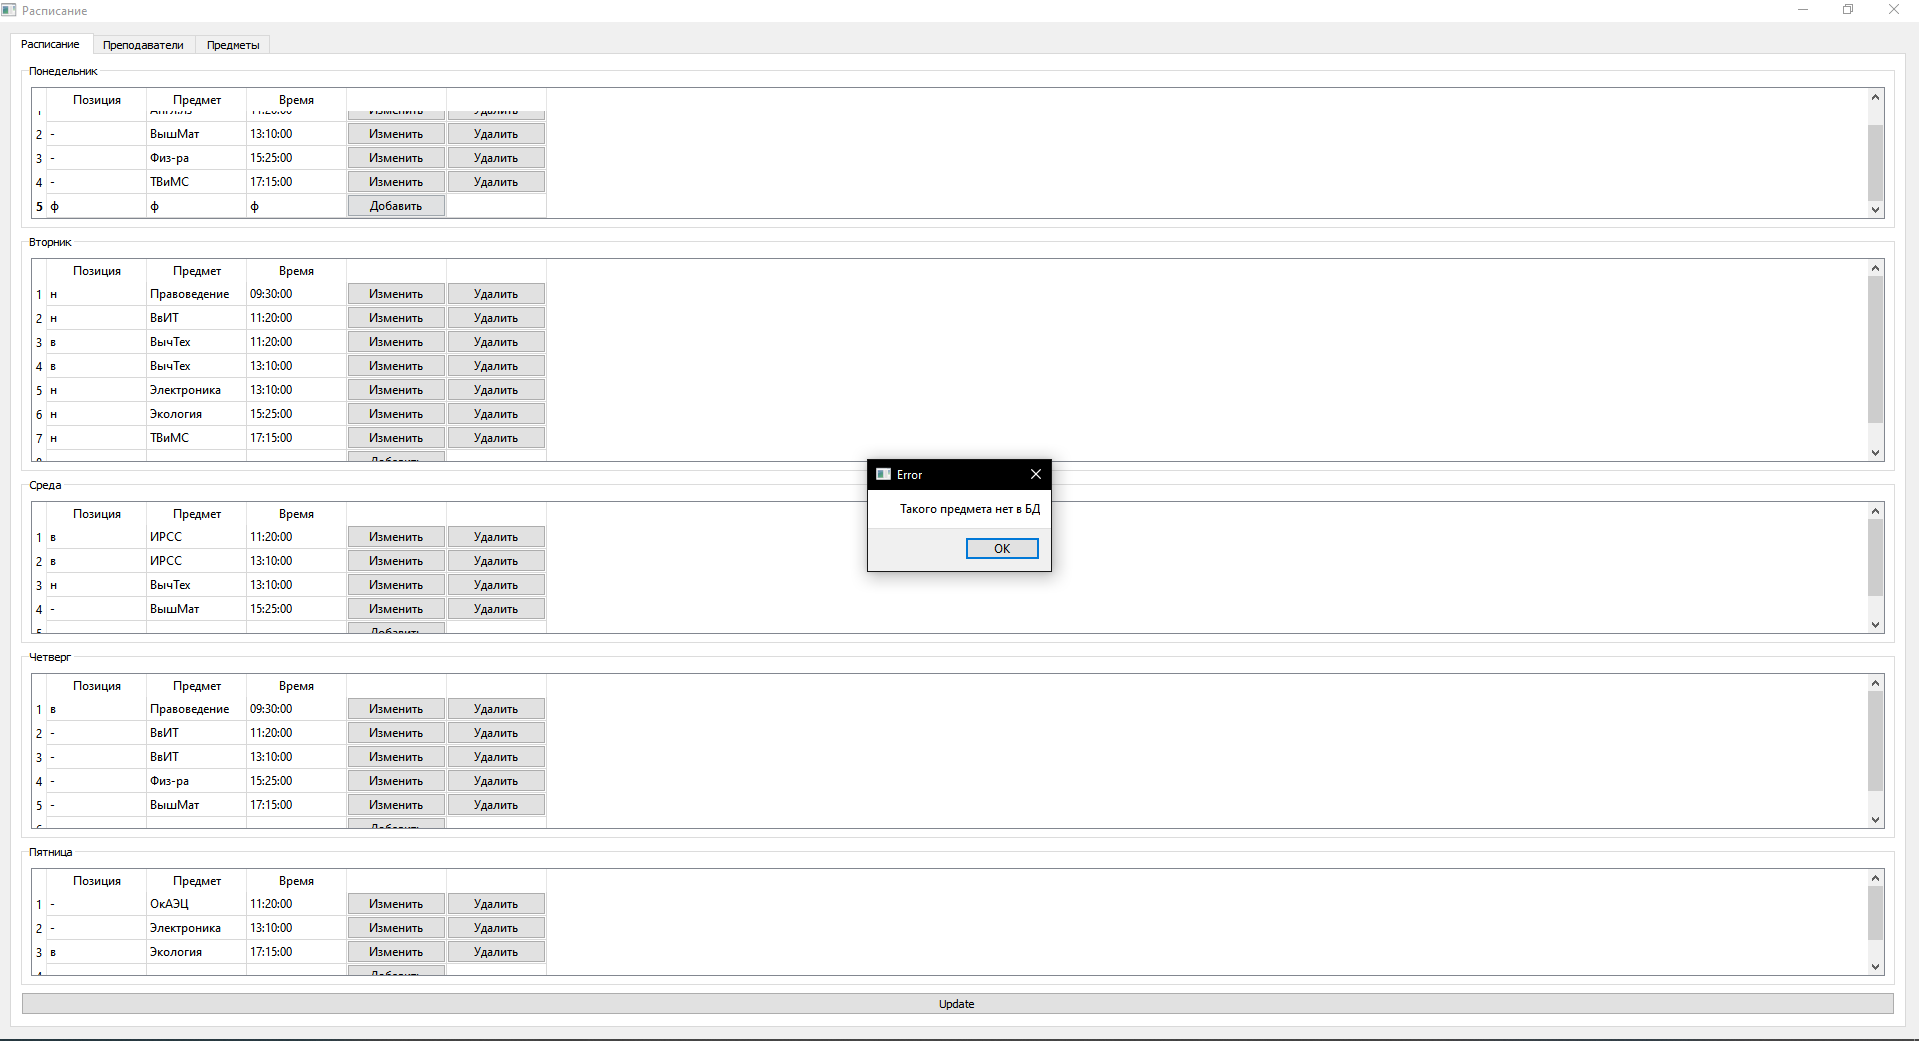 Расписание
Расписание Преподаватели Предметы
Понедельник
Позиция Предмет Время
2 - ВышМат 13:10:00 Изменить Удалить
3 - Физ-ра 15:25:00 Изменить Удалить
4 - ТВиМС 17:15:00 Изменить Удалить
5 ф ф ф Добавить
Вторник
Позиция Предмет Время
1 н Правоведение 09:30:00 Изменить Удалить
2 н ВвИТ 11:20:00 Изменить Удалить
3 в ВычТех 11:20:00 Изменить Удалить
4 в ВычТех 13:10:00 Изменить Удалить
5 н Электроника 13:10:00 Изменить Удалить
6 н Экология 15:25:00 Изменить Удалить
7 н ТВиМС 17:15:00 Изменить Удалить
Добавить
Error
Такого предмета нет в БД
OK
Среда
Позиция Предмет Время
1 в ИРСС 11:20:00 Изменить Удалить
2 в ИРСС 13:10:00 Изменить Удалить
3 н ВычТех 13:10:00 Изменить Удалить
4 - ВышМат 15:25:00 Изменить Удалить
Добавить
Четверг
Позиция Предмет Время
1 в Правоведение 09:30:00 Изменить Удалить
2 - ВвИТ 11:20:00 Изменить Удалить
3 - ВвИТ 13:10:00 Изменить Удалить
4 - Физ-ра 15:25:00 Изменить Удалить
5 - ВышМат 17:15:00 Изменить Удалить
Добавить
Пятница
Позиция Предмет Время
1 - ОкАЭЦ 11:20:00 Изменить Удалить
2 - Электроника 13:10:00 Изменить Удалить
3 в Экология 17:15:00 Изменить Удалить
Добавить
Update